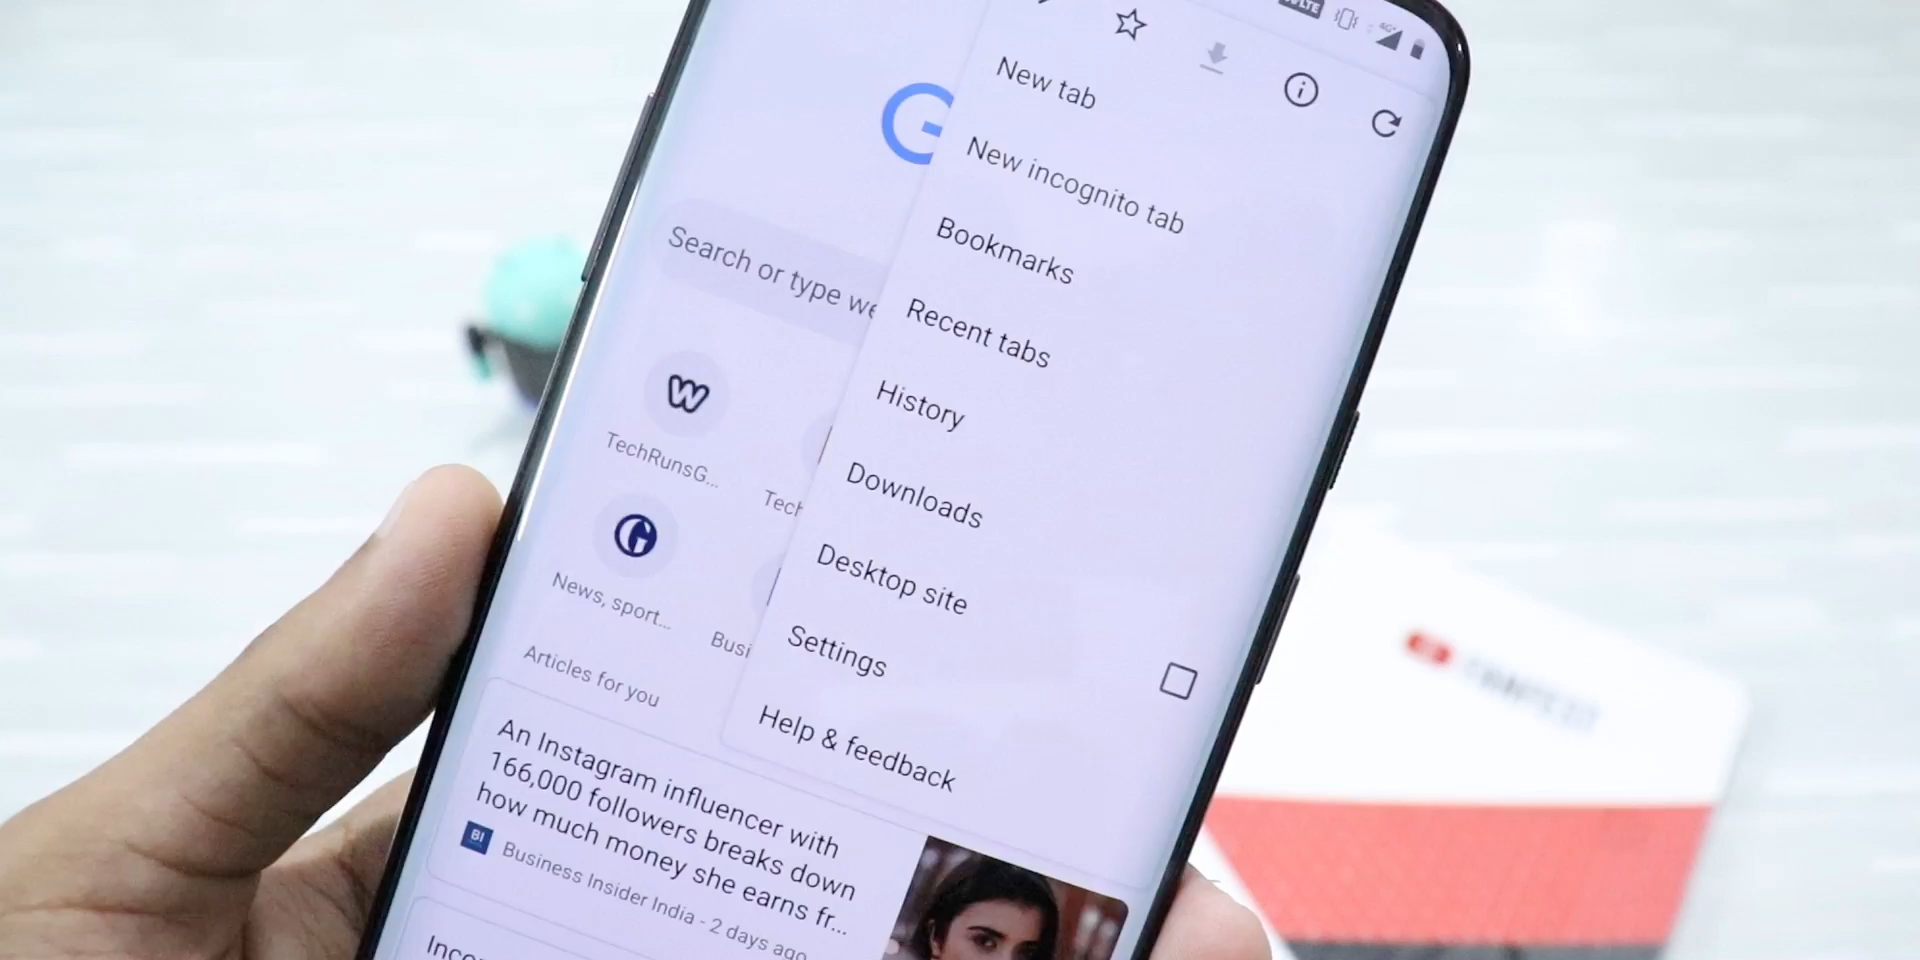 New tab
New incognito tab
Bookmarks
Recent tabs
History
Downloads
Desktop site
Settings
Help & feedback
G
Search or type we
TechRunsG...
Tech
News, sport...
Busi
Articles for you
An Instagram influencer with
166,000 followers breaks down
how much money she earns fr...
BI
Business Insider India - 2 days ago
Incor